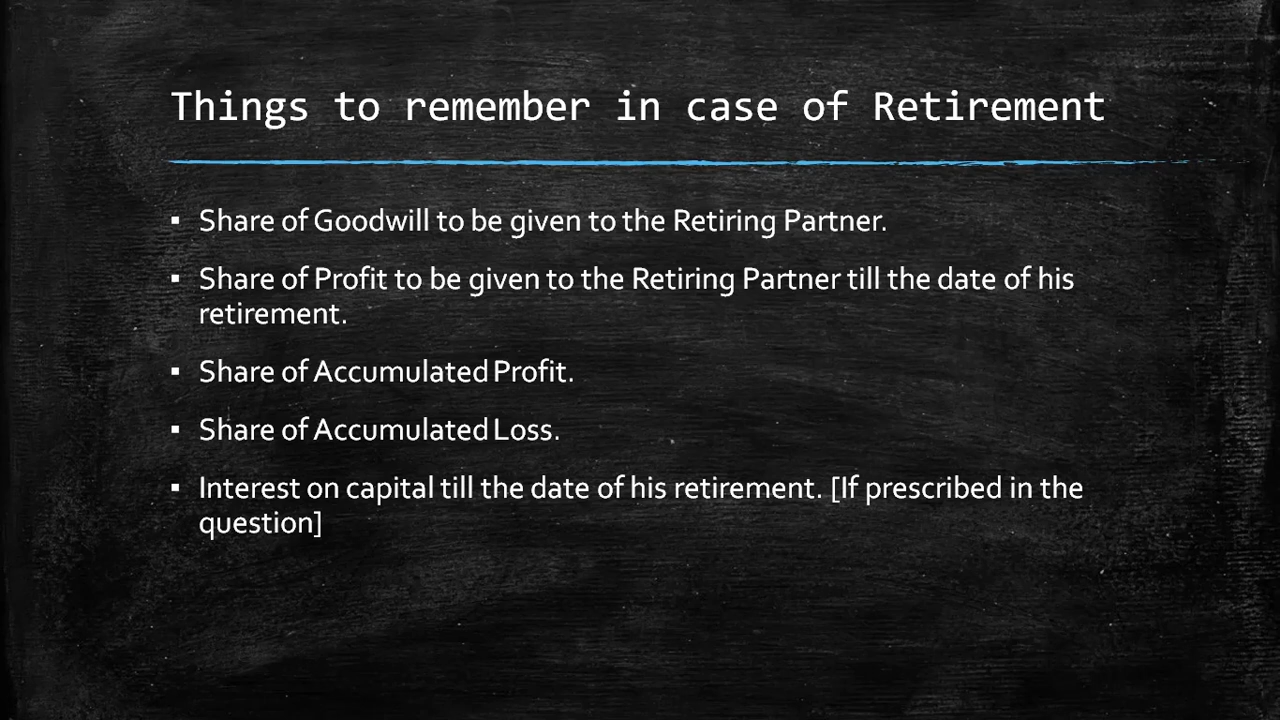 Things to remember in case of Retirement
▪ Share of Goodwill to be given to the Retiring Partner.
▪ Share of Profit to be given to the Retiring Partner till the date of his
retirement.
▪ Share of Accumulated Profit.
▪ Share of Accumulated Loss.
▪ Interest on capital till the date of his retirement. [If prescribed in the
question]